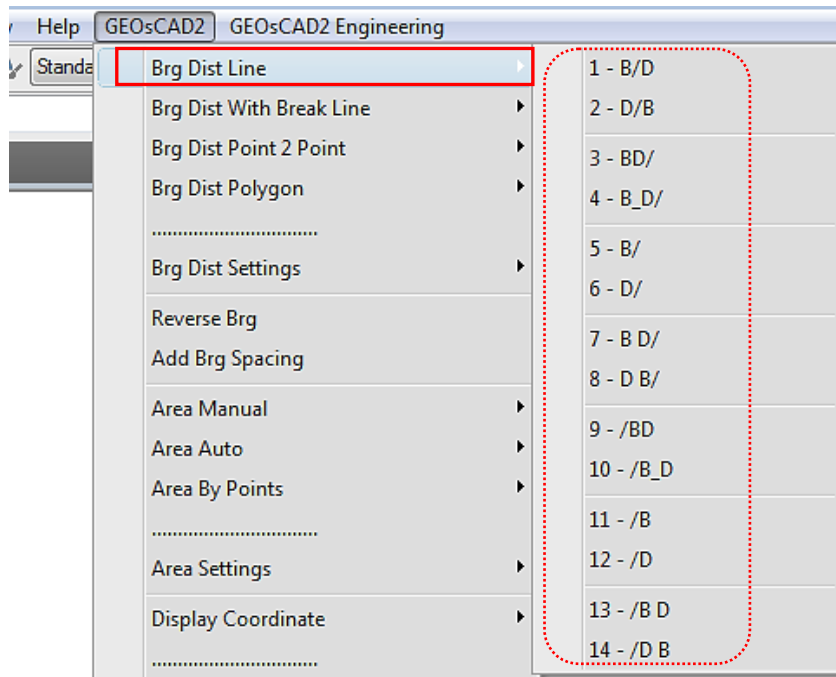 Help GEOsCAD2 GEOsCAD2 Engineering
Standa
Brg Dist Line
Brg Dist With Break Line
Brg Dist Point 2 Point
Brg Dist Polygon
................................
Brg Dist Settings
Reverse Brg
Add Brg Spacing
Area Manual
Area Auto
Area By Points
................................
Area Settings
Display Coordinate
................................
1 - B/D
2 - D/B
3 - BD/
4 - B_D/
5 - B/
6 - D/
7 - B D/
8 - D B/
9 - /BD
10 - /B_D
11 - /B
12 - /D
13 - /B D
14 - /D B